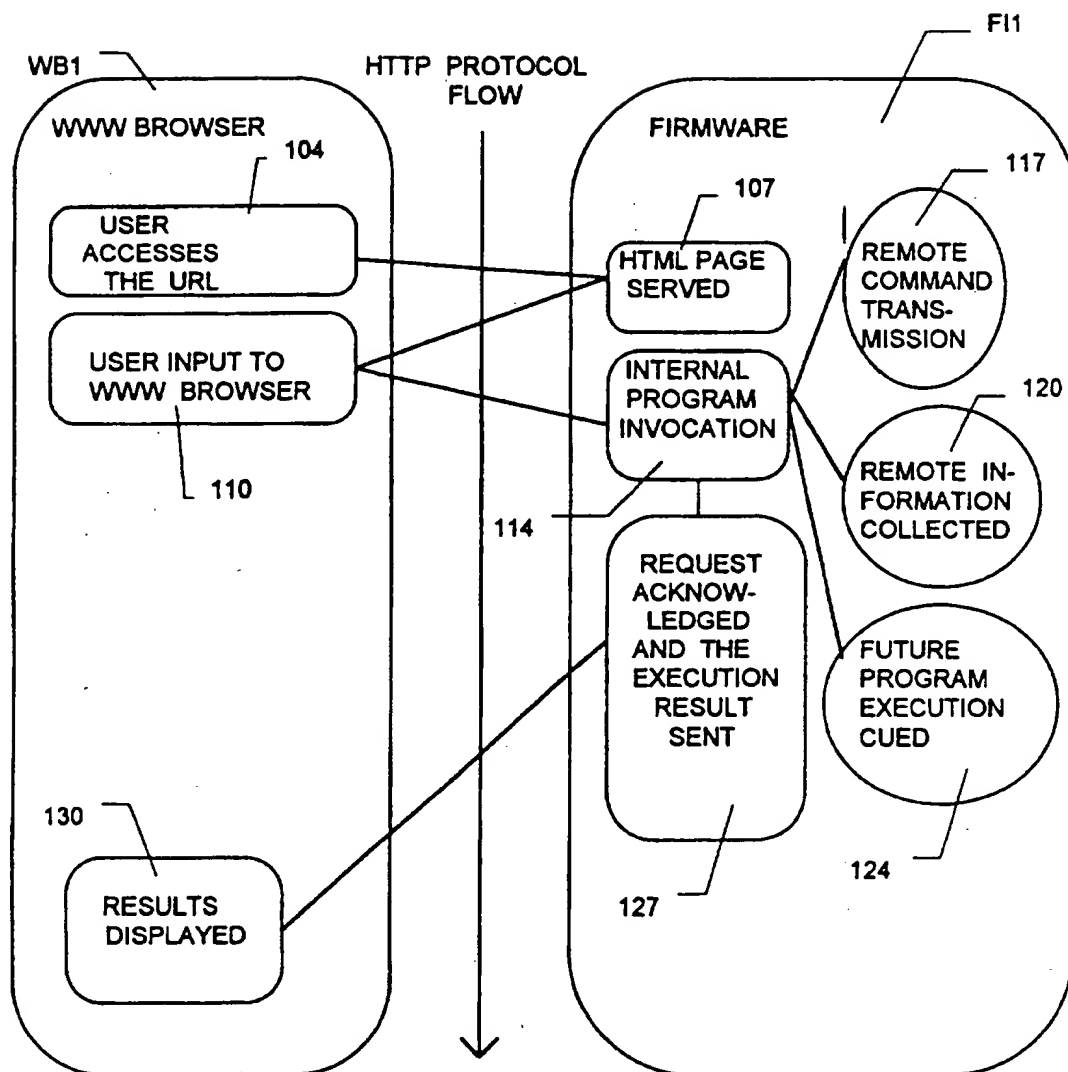 FI1
WB1
HTTP PROTOCOL
FLOW
WWW BROWSER
FIRMWARE
104
107
117
USER
ACCESSES
THE URL
HTML PAGE
SERVED
REMOTE
COMMAND
TRANS-
MISSION
USER INPUT TO
WWW BROWSER
INTERNAL
PROGRAM
INVOCATION
110
114
120
REMOTE IN-
FORMATION
COLLECTED
REQUEST
ACKNOW-
LEDGED
AND THE
EXECUTION
RESULT
SENT
FUTURE
PROGRAM
EXECUTION
CUED
130
127
124
RESULTS
DISPLAYED